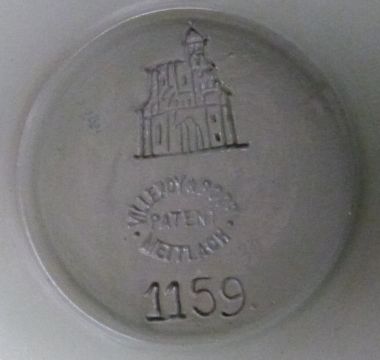 VILLEROY & BOCH
PATENT
· METTLACH ·
1159.